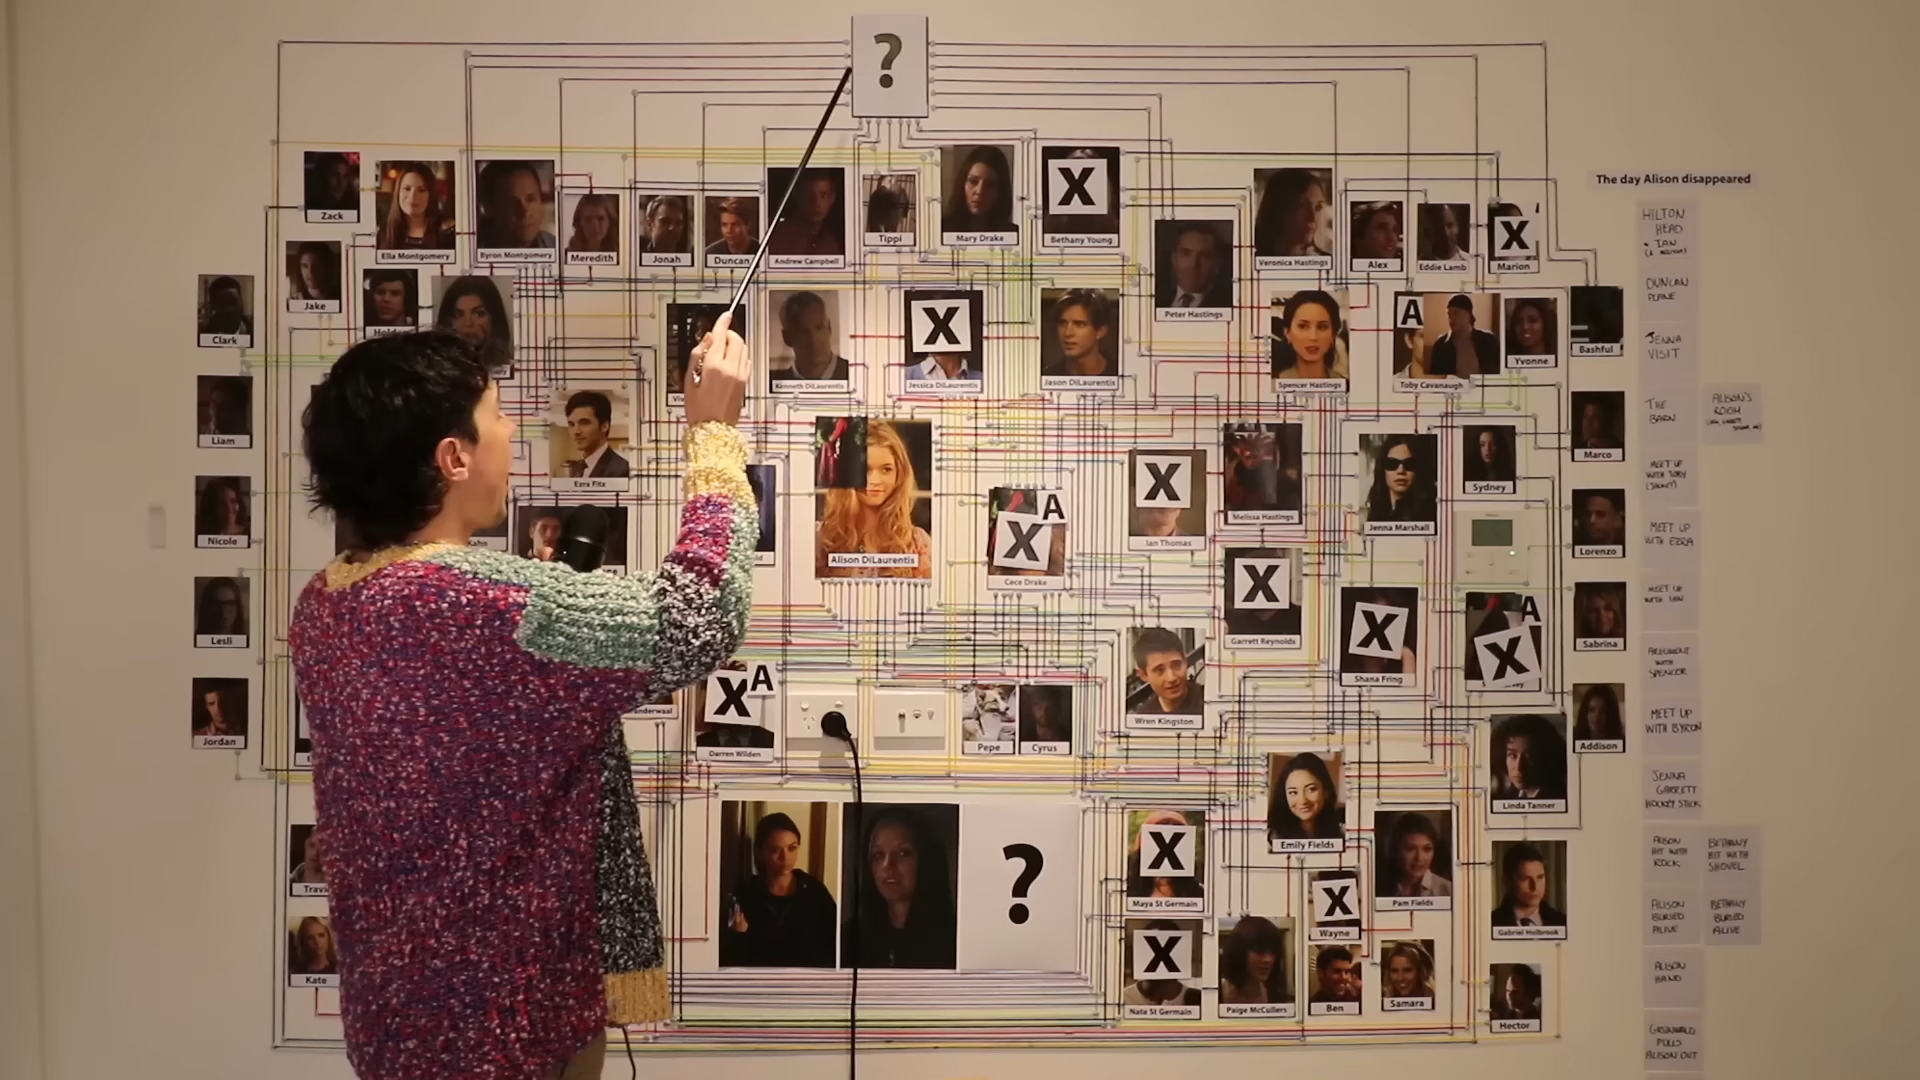 ?
The day Alison disappeared
Zack
Ella Montgomery
Byron Montgomery
Meredith
Jonah
Duncan
Andrew Campbell
Tippi
Mary Drake
X
Bethany Young
Peter Hastings
Veronica Hastings
Alex
Eddie Lamb
X
Marion
Clark
Jake
Kenneth DiLaurentis
X
Jessica DiLaurentis
Jason DiLaurentis
Spencer Hastings
A
Toby Cavanaugh
Yvonne
Bashful
Liam
Ezra Fitz
Alison DiLaurentis
A
X
Cece Drake
X
Ian Thomas
Melissa Hastings
Jenna Marshall
Sydney
Marco
Nicole
Kahn
X
Garrett Reynolds
X
Shana Fring
A
X
Lorenzo
Lesli
Sabrina
Jordan
X
A
Darren Wilden
Pepe
Cyrus
Wren Kingston
Linda Tanner
Addison
?
Emily Fields
X
Maya St Germain
X
Wayne
Pam Fields
Gabriel Holbrook
X
Nate St Germain
Paige McCullers
Ben
Samara
Hector
Kate
HILTON
HEAD
DUNCAN
PLANE
JENNA
VISIT
THE
BARN
ALISON'S
ROOM
MEET UP
WITH TOBY
(JACKET)
MEET UP
WITH EZRA
MEET UP
WITH IAN
ARGUMENT
WITH
SPENCER
MEET UP
WITH BYRON
JENNA
GARRETT
HOCKEY STICK
ALISON
HIT WITH
ROCK
BETHANY
HIT WITH
SHOVEL
ALISON
BURIED
ALIVE
BETHANY
BURIED
ALIVE
ALISON
HAND
GRUNWALD
PULLS
ALISON OUT